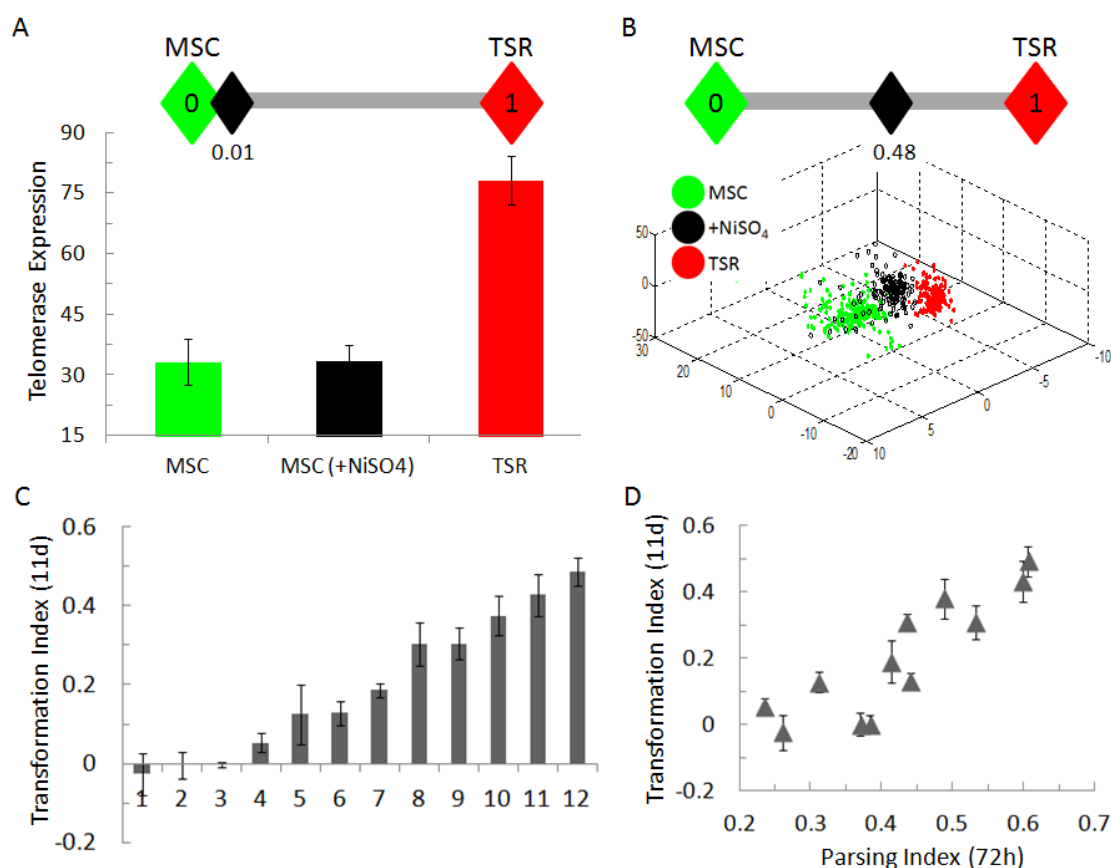 A
MSC
TSR
0
1
0.01
Telomerase Expression
90
75
60
45
30
15
MSC
MSC (+NiSO4)
TSR
B
MSC
TSR
0
1
0.48
MSC
+NiSO₄
TSR
50
0
-50
30
20
10
0
-10
-20
10
5
0
-5
-10
C
Transformation Index (11d)
0.6
0.4
0.2
0
-0.2
1 2 3 4 5 6 7 8 9 10 11 12
D
Transformation Index (11d)
0.6
0.4
0.2
0
-0.2
0.2 0.3 0.4 0.5 0.6 0.7
Parsing Index (72h)